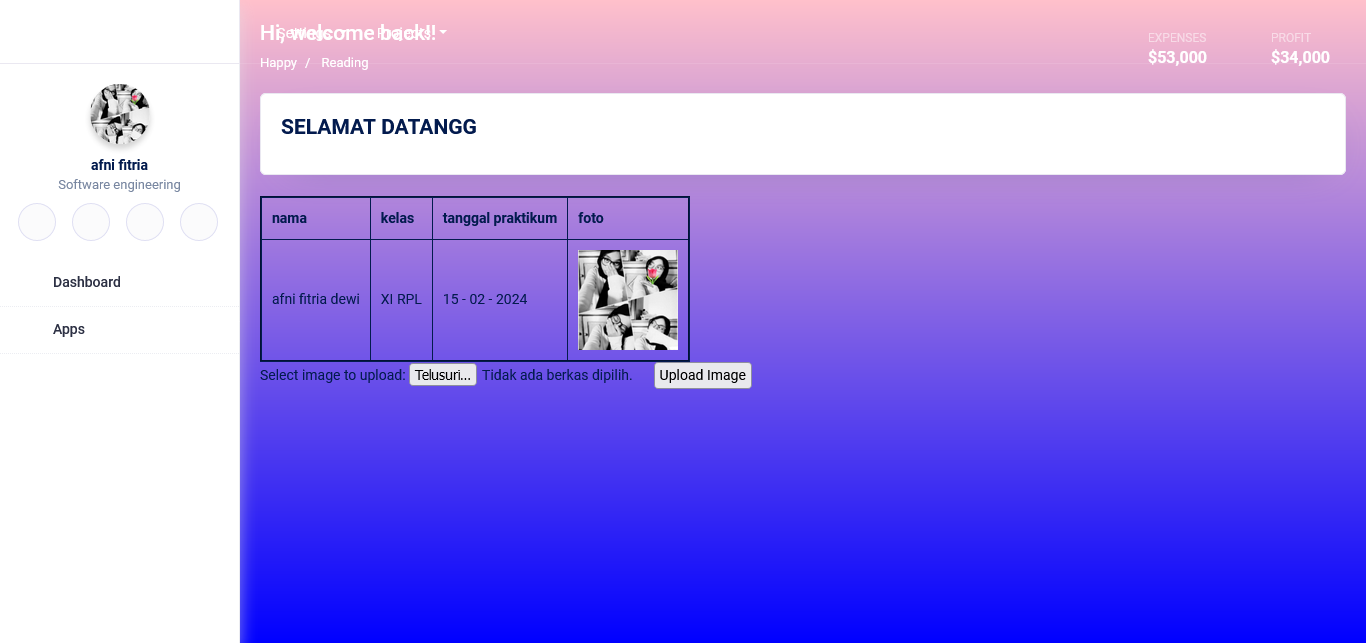 Hi, welcome back!!
Settings Projects
EXPENSES
$53,000
PROFIT
$34,000
Happy / Reading
afni fitria
Software engineering
Dashboard
Apps
SELAMAT DATANGG
nama kelas tanggal praktikum foto
afni fitria dewi XI RPL 15 - 02 - 2024
Select image to upload: Telusuri... Tidak ada berkas dipilih. Upload Image